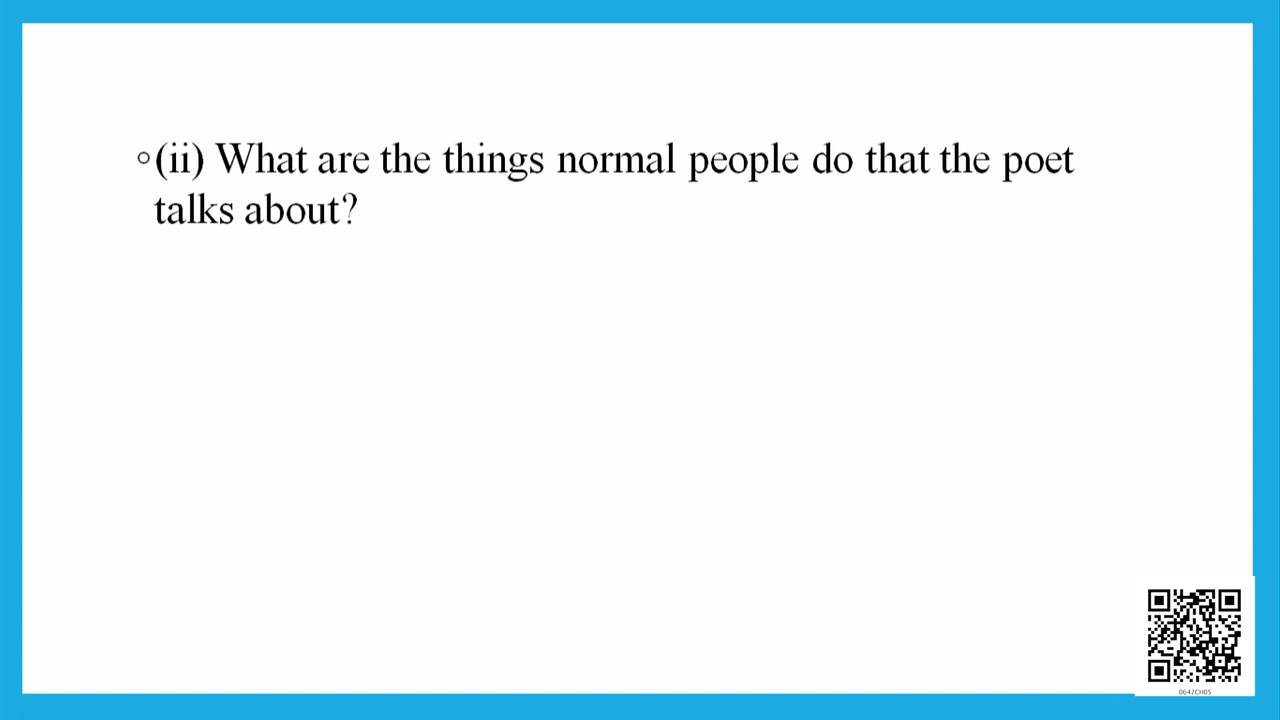 ◦(ii) What are the things normal people do that the poet
talks about?
0647CH05